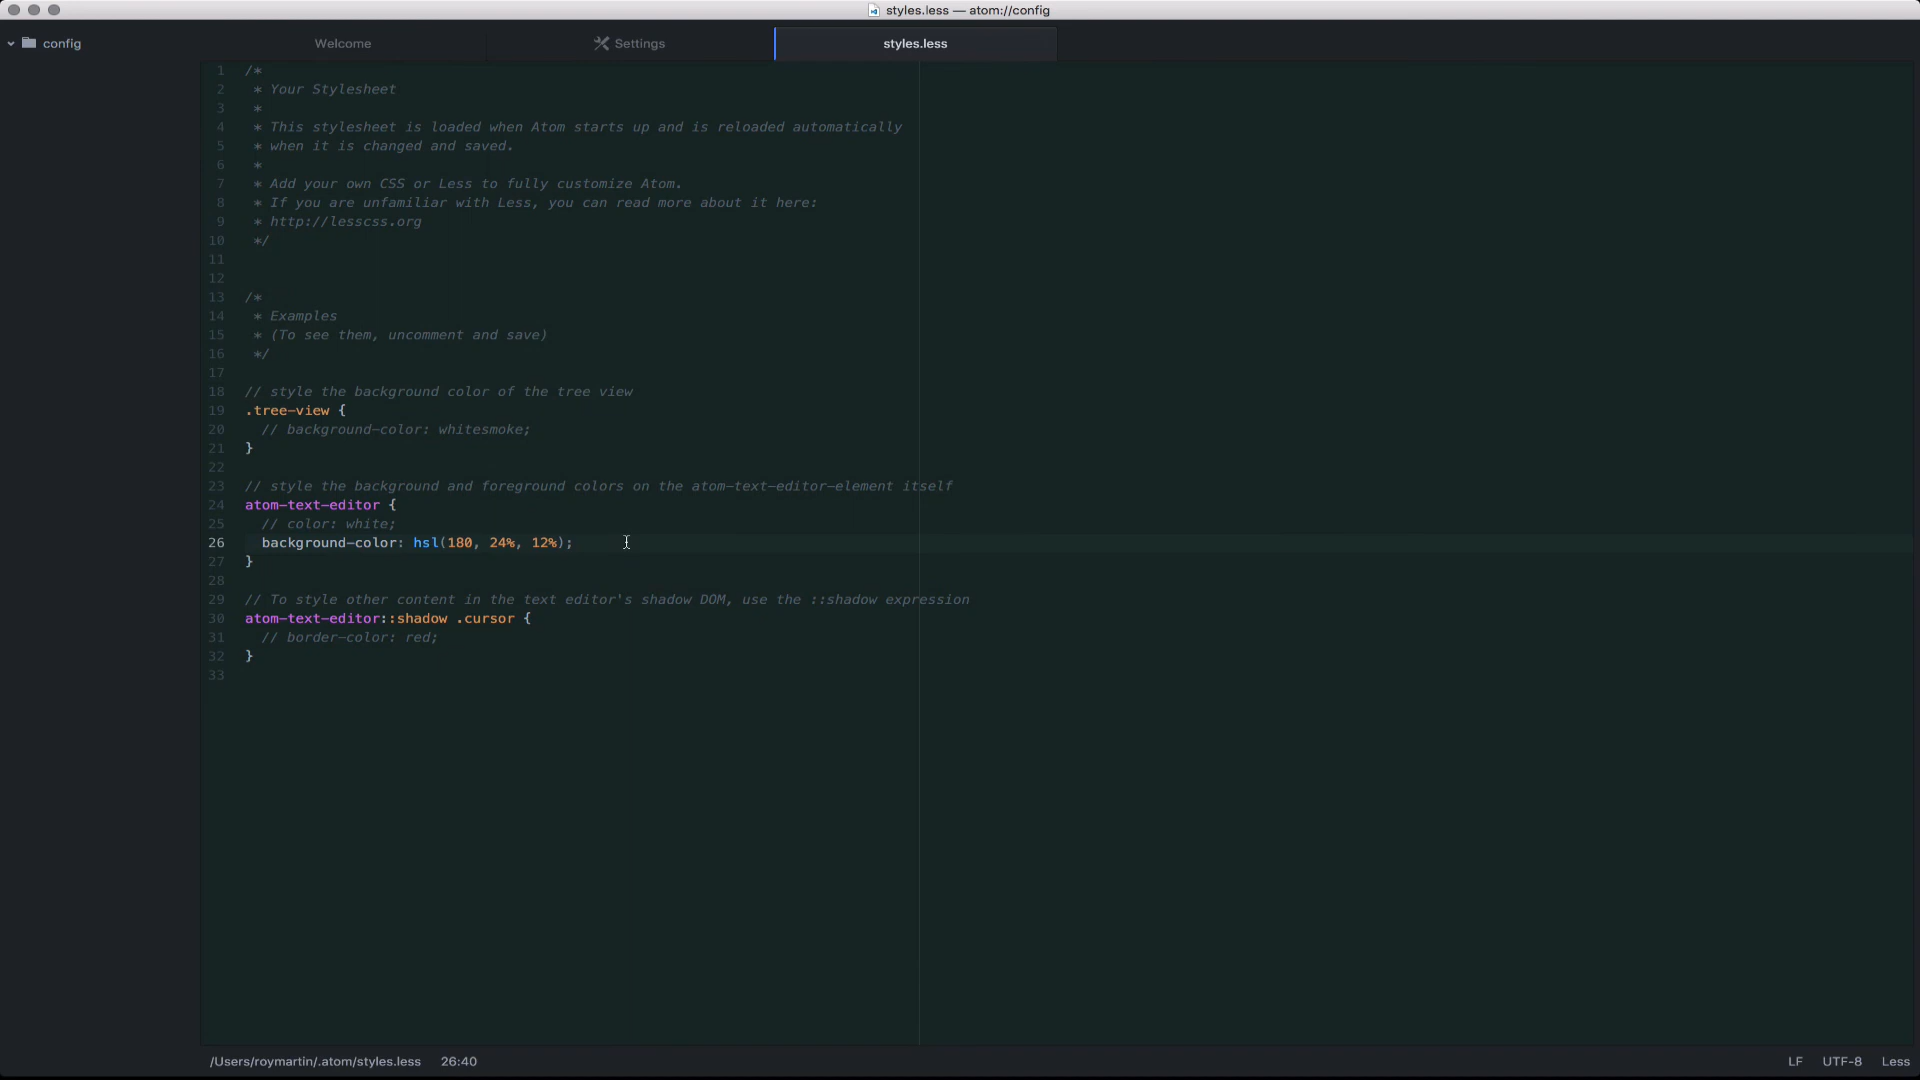 styles.less — atom://config
config
Welcome
Settings
styles.less
1 /*
2  * Your Stylesheet
3  *
4  * This stylesheet is loaded when Atom starts up and is reloaded automatically
5  * when it is changed and saved.
6  *
7  * Add your own CSS or Less to fully customize Atom.
8  * If you are unfamiliar with Less, you can read more about it here:
9  * http://lesscss.org
10  */
11
12
13 /*
14  * Examples
15  * (To see them, uncomment and save)
16  */
17
18 // style the background color of the tree view
19 .tree-view {
20   // background-color: whitesmoke;
21 }
22
23 // style the background and foreground colors on the atom-text-editor-element itself
24 atom-text-editor {
25   // color: white;
26   background-color: hsl(180, 24%, 12%);
27 }
28
29 // To style other content in the text editor's shadow DOM, use the ::shadow expression
30 atom-text-editor::shadow .cursor {
31   // border-color: red;
32 }
33
/Users/roymartin/.atom/styles.less 26:40
LF UTF-8 Less